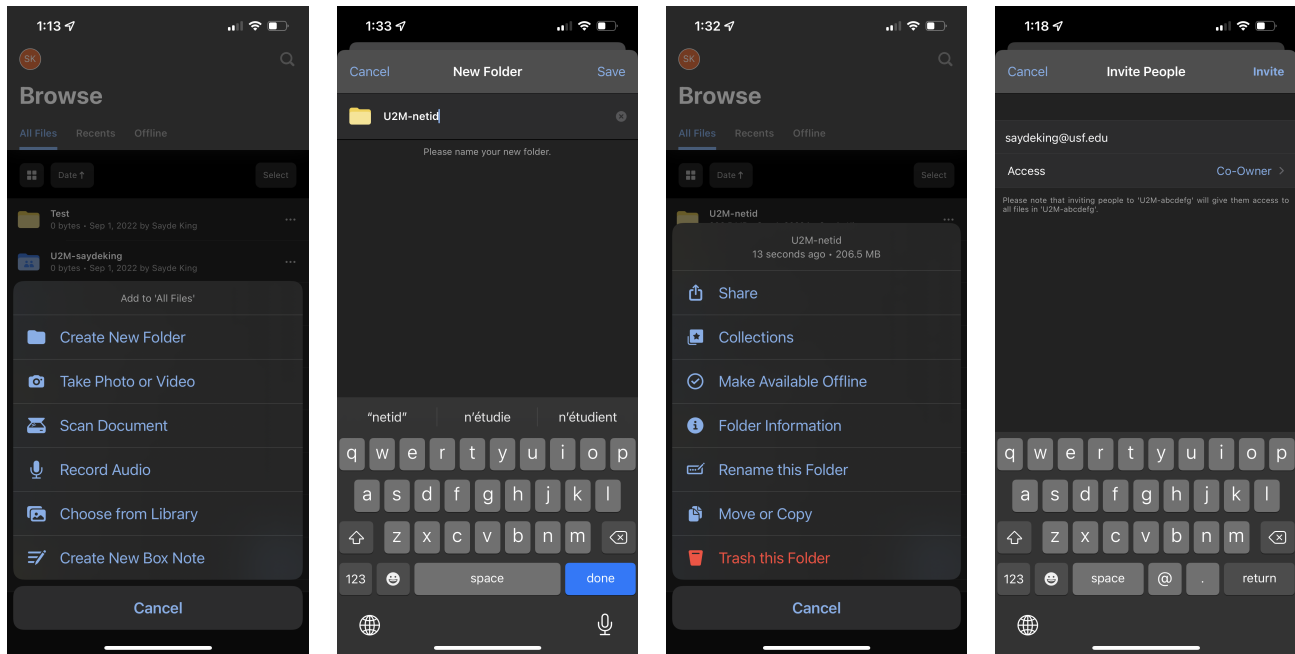 1:13
SK
Browse
All Files Recents Offline
Date ↑ Select
Test
0 bytes • Sep 1, 2022 by Sayde King
U2M-saydeking
0 bytes • Sep 1, 2022 by Sayde King
Add to 'All Files'
Create New Folder
Take Photo or Video
Scan Document
Record Audio
Choose from Library
Create New Box Note
Cancel
1:33
Cancel New Folder Save
U2M-netid
Please name your new folder.
"netid" n'étudie n'étudient
q w e r t y u i o p
a s d f g h j k l
z x c v b n m
123 space done
1:32
SK
Browse
All Files Recents Offline
Date ↑ Select
U2M-netid
U2M-netid
13 seconds ago • 206.5 MB
Share
Collections
Make Available Offline
Folder Information
Rename this Folder
Move or Copy
Trash this Folder
Cancel
1:18
Cancel Invite People Invite
saydeking@usf.edu
Access Co-Owner >
Please note that inviting people to 'U2M-abcdefg' will give them access to
all files in 'U2M-abcdefg'.
q w e r t y u i o p
a s d f g h j k l
z x c v b n m
123 space @ . return